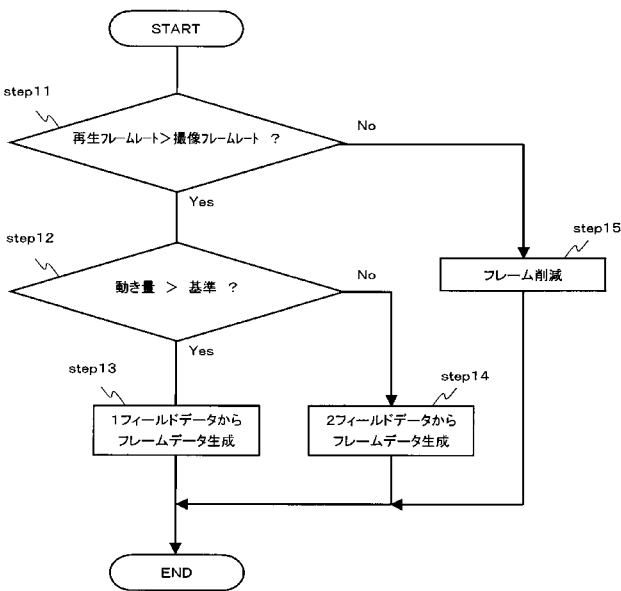 START
step11
再生フレームレート＞撮像フレームレート ？
No
Yes
step12
動き量 ＞ 基準 ？
No
Yes
step15
フレーム削減
step13
1フィールドデータから
フレームデータ生成
step14
2フィールドデータから
フレームデータ生成
END